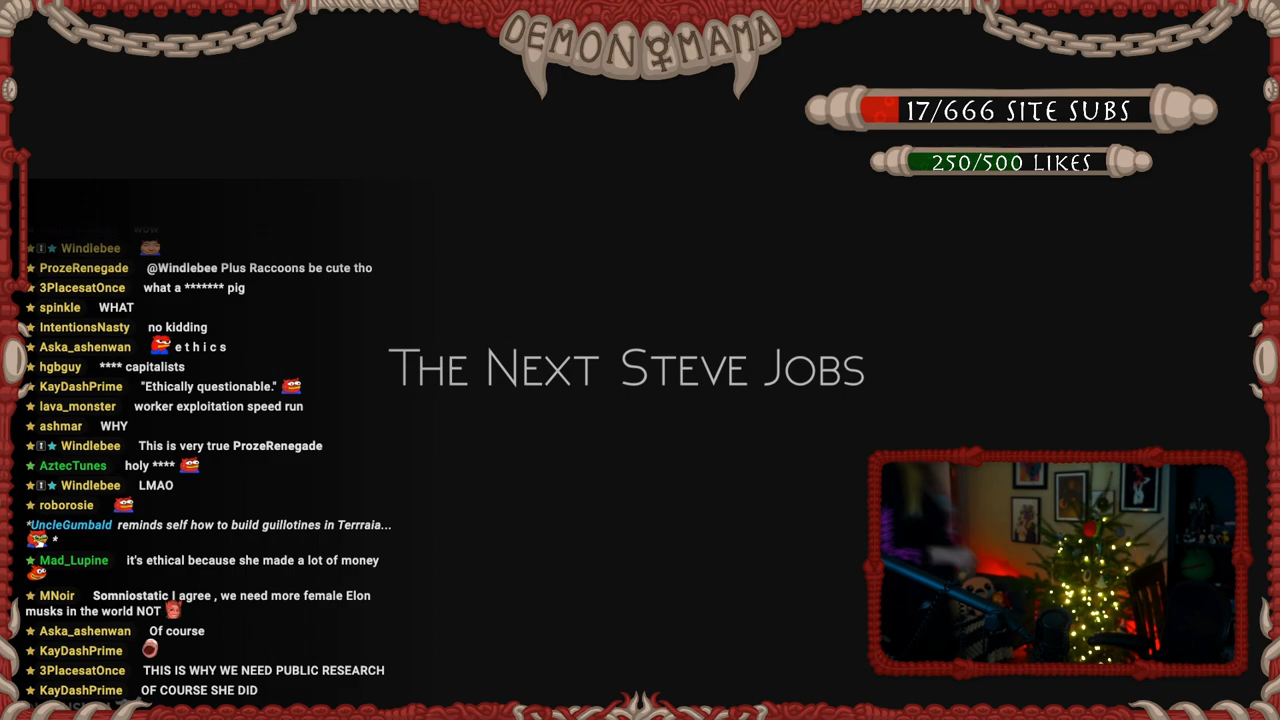 DEMON MAMA
17/666 SITE SUBS
250/500 LIKES
wow
Windlebee
ProzeRenegade @Windlebee Plus Raccoons be cute tho
3PlacesatOnce what a ******* pig
spinkle WHAT
IntentionsNasty no kidding
Aska_ashenwan e t h i c s
hgbguy **** capitalists
KayDashPrime "Ethically questionable."
lava_monster worker exploitation speed run
ashmar WHY
Windlebee This is very true ProzeRenegade
AztecTunes holy ****
Windlebee LMAO
roborosie
*UncleGumbald reminds self how to build guillotines in Terrraia...
*
Mad_Lupine it's ethical because she made a lot of money
MNoir Somniostatic I agree , we need more female Elon
musks in the world NOT
Aska_ashenwan Of course
KayDashPrime
3PlacesatOnce THIS IS WHY WE NEED PUBLIC RESEARCH
KayDashPrime OF COURSE SHE DID
The Next Steve Jobs